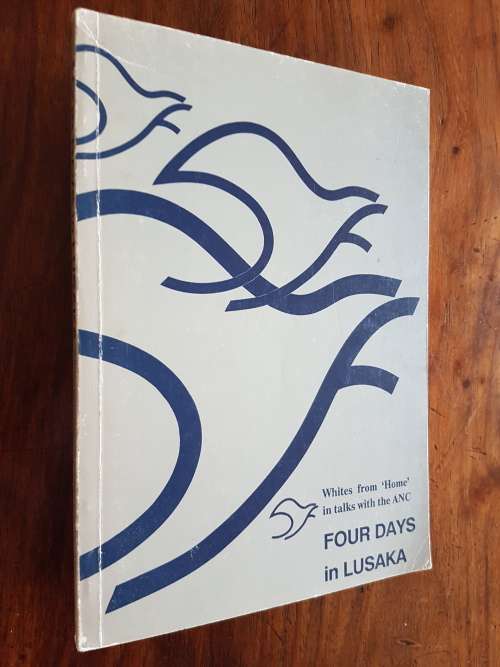 Whites from ‘Home’
in talks with the ANC
FOUR DAYS
in LUSAKA